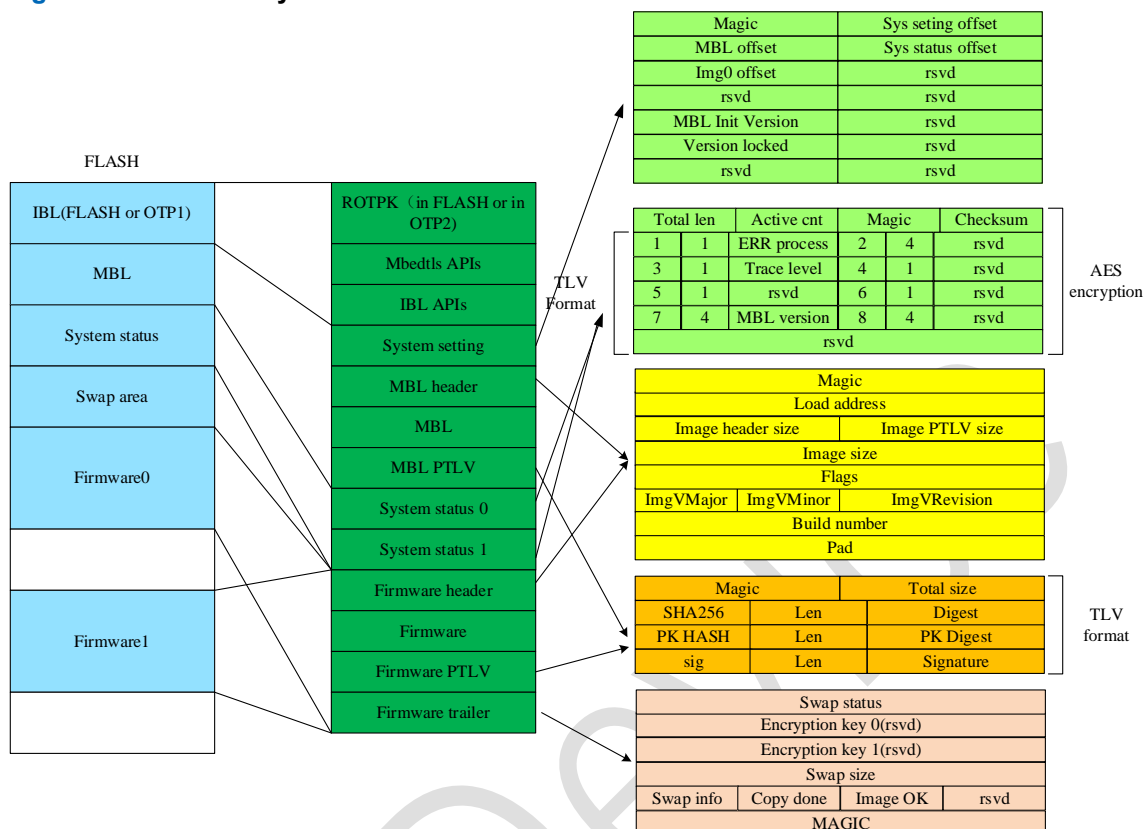 FLASH
IBL(FLASH or OTP1)
MBL
System status
Swap area
Firmware0
Firmware1
ROTPK（in FLASH or in
OTP2)
Mbedtls APIs
IBL APIs
System setting
MBL header
MBL
MBL PTLV
System status 0
System status 1
Firmware header
Firmware
Firmware PTLV
Firmware trailer
Magic Sys seting offset
MBL offset Sys status offset
Img0 offset rsvd
rsvd rsvd
MBL Init Version rsvd
Version locked rsvd
rsvd rsvd
TLV
Format
Total len Active cnt Magic Checksum
1 1 ERR process 2 4 rsvd
3 1 Trace level 4 1 rsvd
5 1 rsvd 6 1 rsvd
7 4 MBL version 8 4 rsvd
rsvd
AES
encryption
Magic
Load address
Image header size Image PTLV size
Image size
Flags
ImgVMajor ImgVMinor ImgVRevision
Build number
Pad
Magic Total size
SHA256 Len Digest
PK HASH Len PK Digest
sig Len Signature
TLV
format
Swap status
Encryption key 0(rsvd)
Encryption key 1(rsvd)
Swap size
Swap info Copy done Image OK rsvd
MAGIC